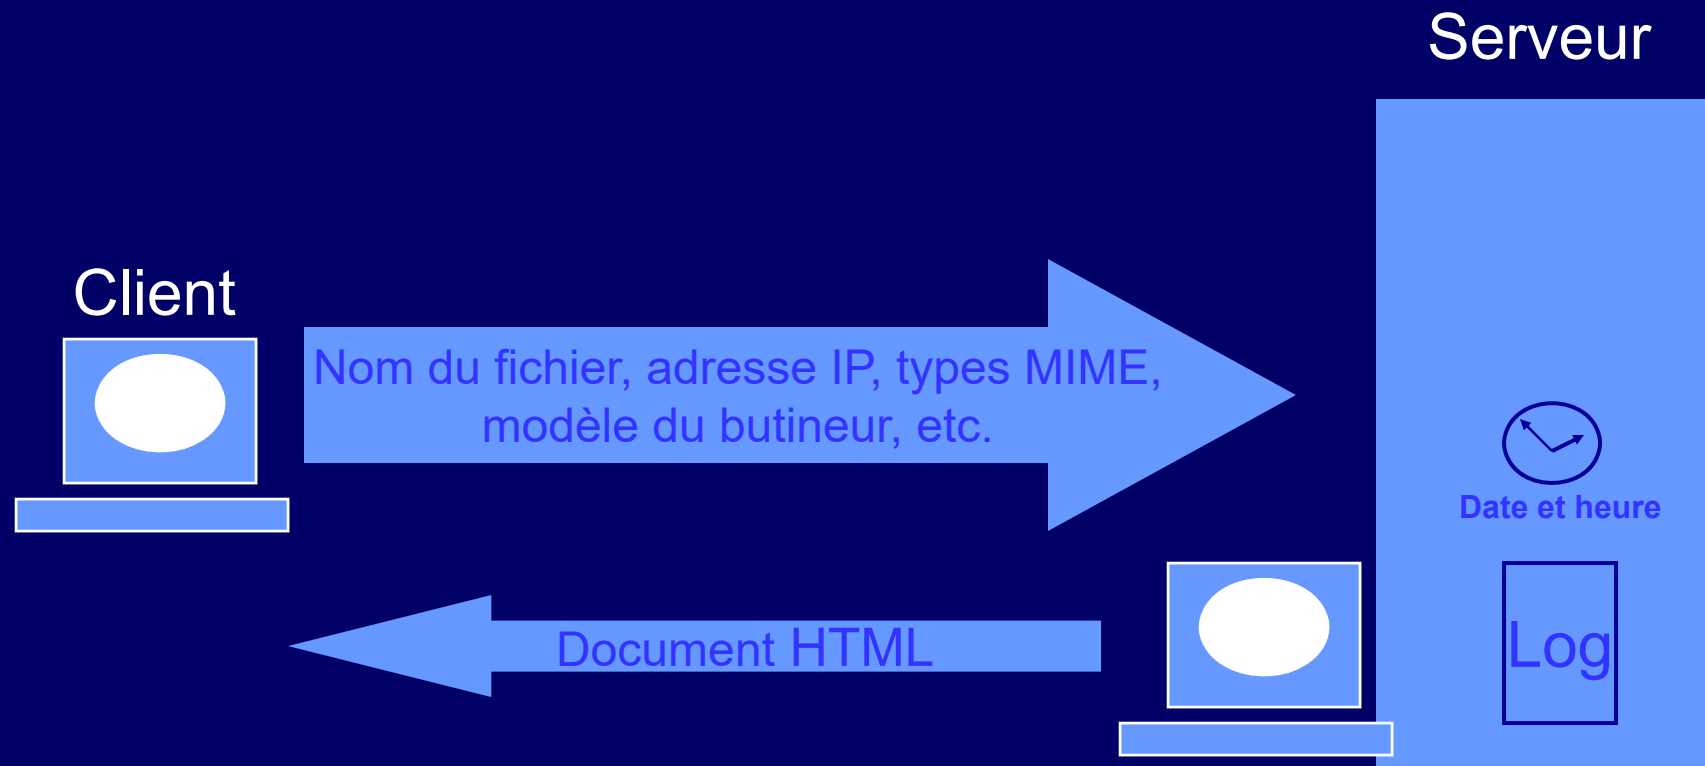 Serveur
Client
Nom du fichier, adresse IP, types MIME,
modèle du butineur, etc.
Date et heure
Document HTML
Log